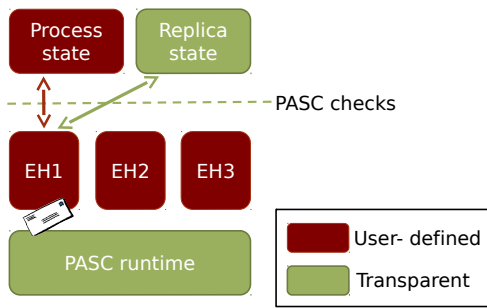 Process
state
Replica
state
PASC checks
EH1
EH2
EH3
PASC runtime
User- defined
Transparent